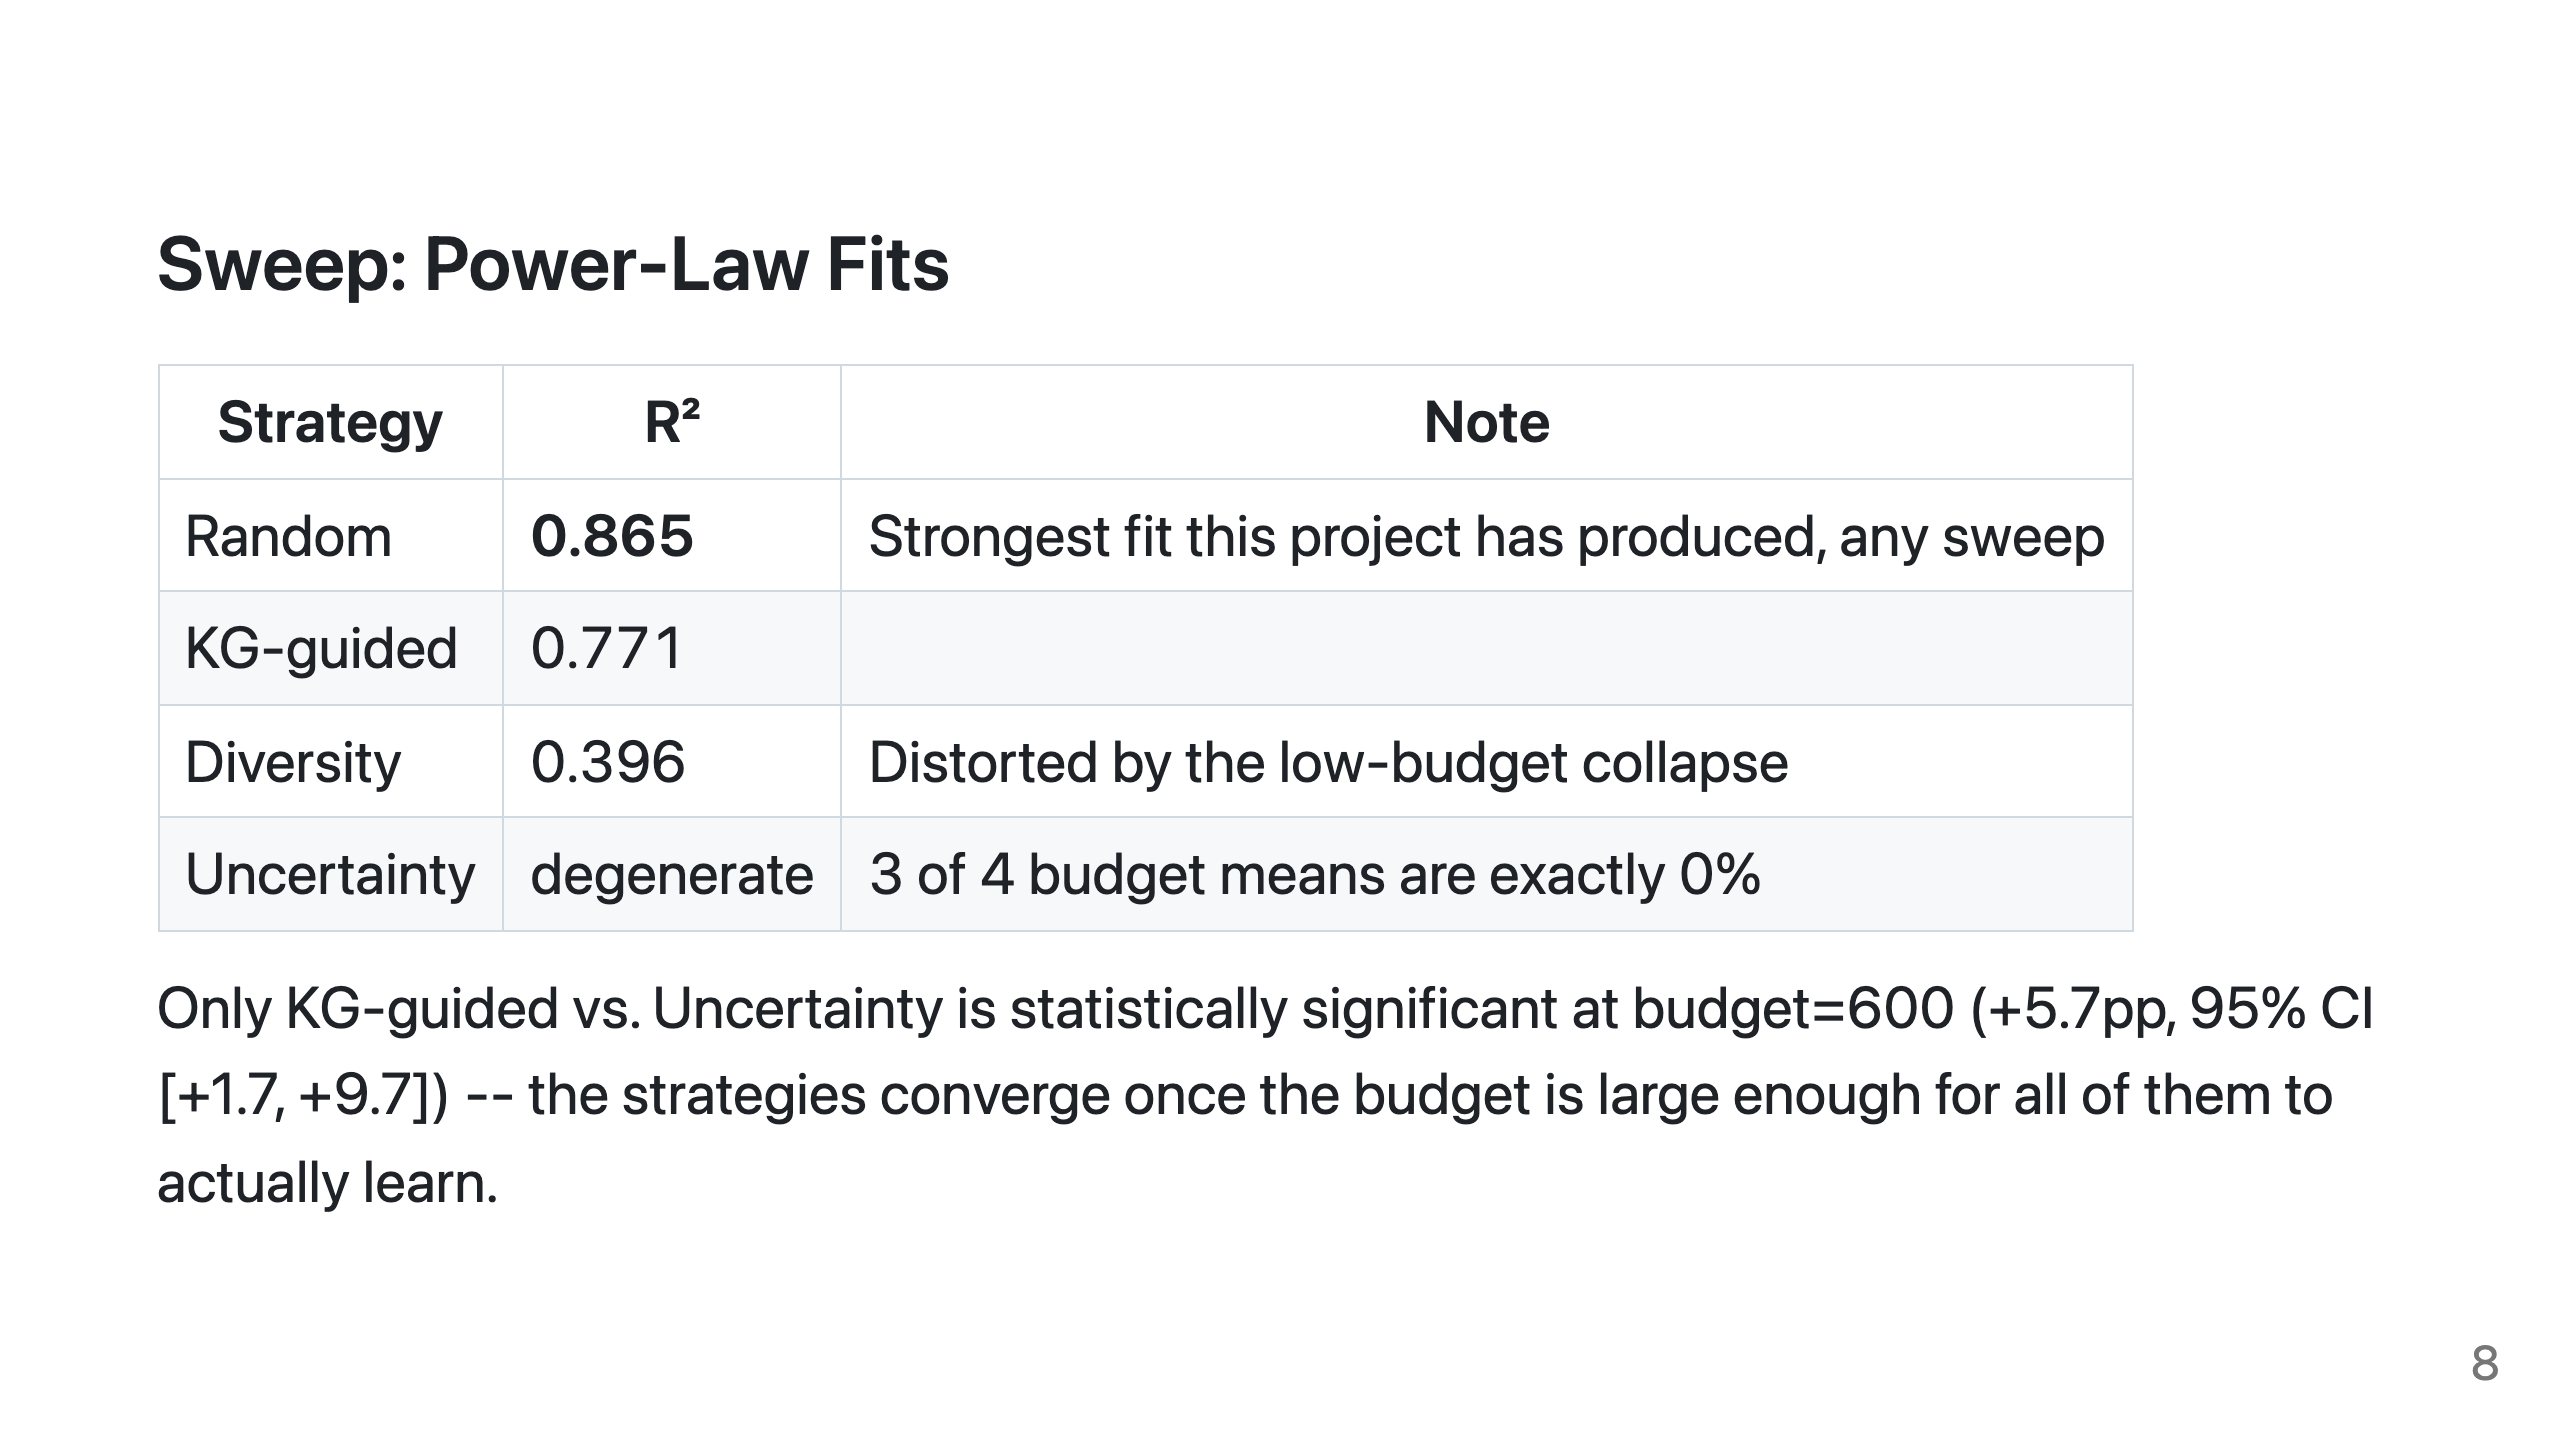 Sweep: Power-Law Fits
Strategy R² Note
Random 0.865 Strongest fit this project has produced, any sweep
KG-guided 0.771
Diversity 0.396 Distorted by the low-budget collapse
Uncertainty degenerate 3 of 4 budget means are exactly 0%
Only KG-guided vs. Uncertainty is statistically significant at budget=600 (+5.7pp, 95% CI
[+1.7, +9.7]) -- the strategies converge once the budget is large enough for all of them to
actually learn.
8